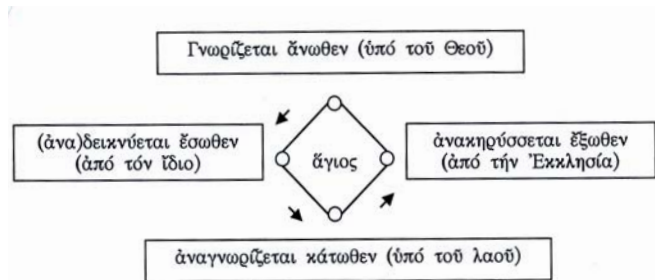 Γνωρίζεται ἄνωθεν (ὑπό τοῦ Θεοῦ)
(ἀνα)δεικνύεται ἔσωθεν
(ἀπό τόν ἴδιο)
ἅγιος
ἀνακηρύσσεται ἔξωθεν
(ἀπό τήν Ἐκκλησία)
ἀναγνωρίζεται κάτωθεν (ὑπό τοῦ λαοῦ)